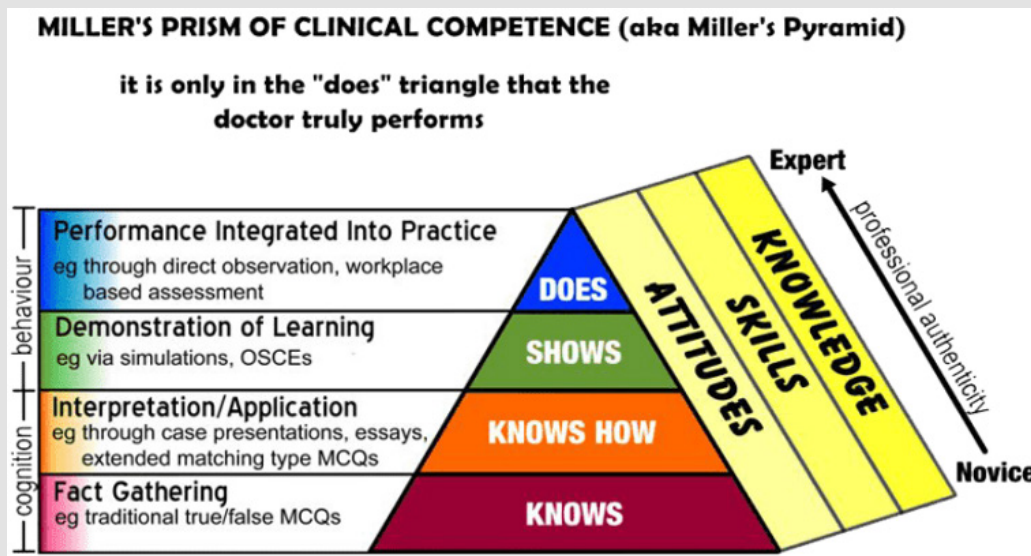 MILLER'S PRISM OF CLINICAL COMPETENCE (aka Miller's Pyramid)
it is only in the "does" triangle that the
doctor truly performs
behaviour
cognition
Performance Integrated Into Practice
eg through direct observation, workplace
based assessment
Demonstration of Learning
eg via simulations, OSCEs
Interpretation/Application
eg through case presentations, essays,
extended matching type MCQs
Fact Gathering
eg traditional true/false MCQs
DOES
SHOWS
KNOWS HOW
KNOWS
ATTITUDES
SKILLS
KNOWLEDGE
Expert
professional authenticity
Novice